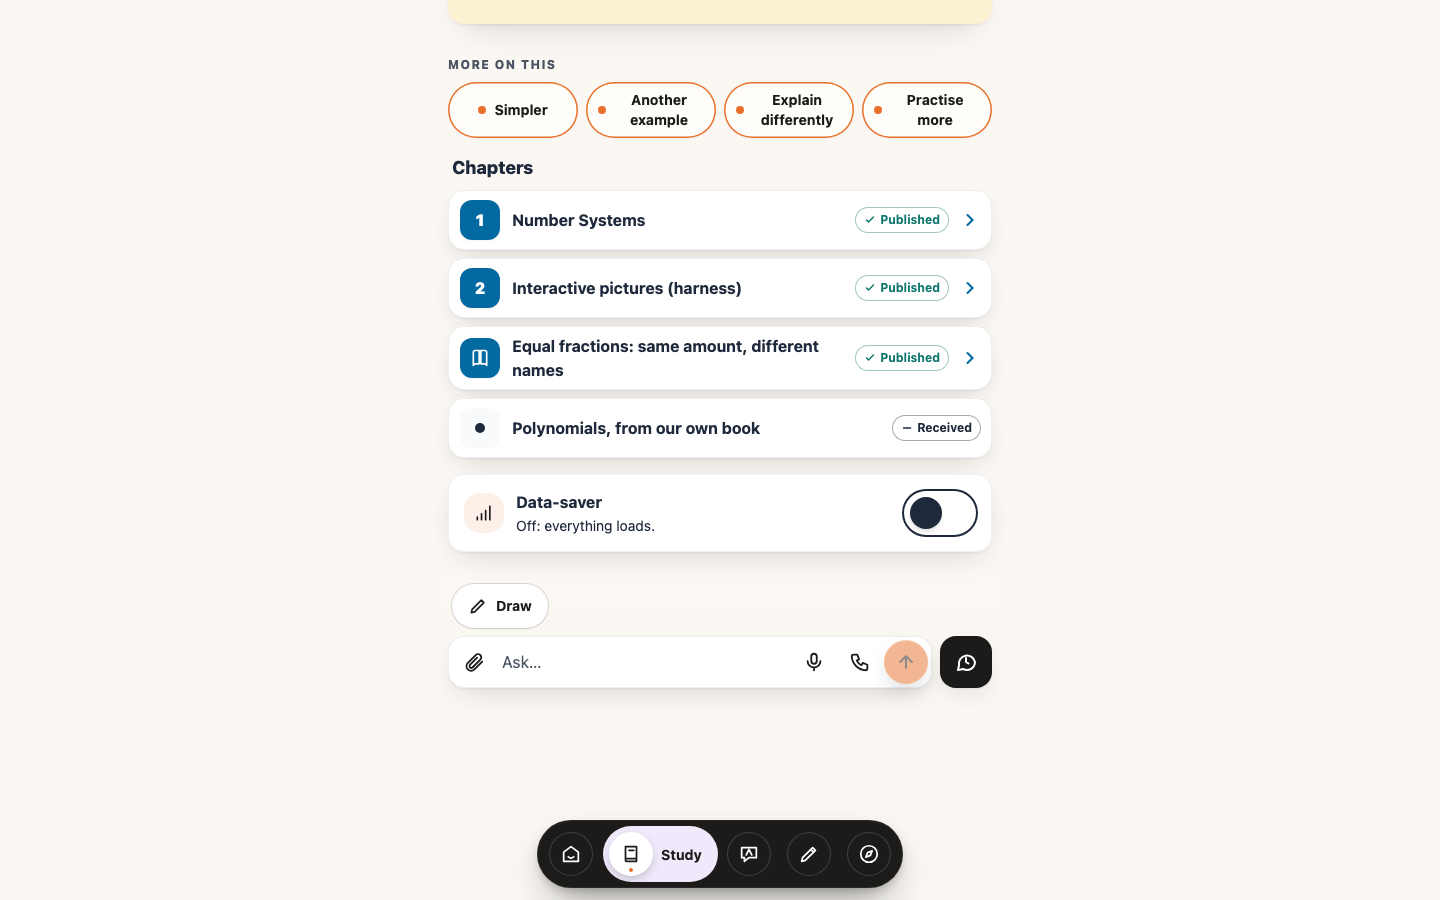 MORE ON THIS
Simpler
Another
example
Explain
differently
Practise
more
Chapters
1 Number Systems Published
2 Interactive pictures (harness) Published
Equal fractions: same amount, different
names
Published
Polynomials, from our own book Received
Data-saver
Off: everything loads.
Draw
Ask...
Study